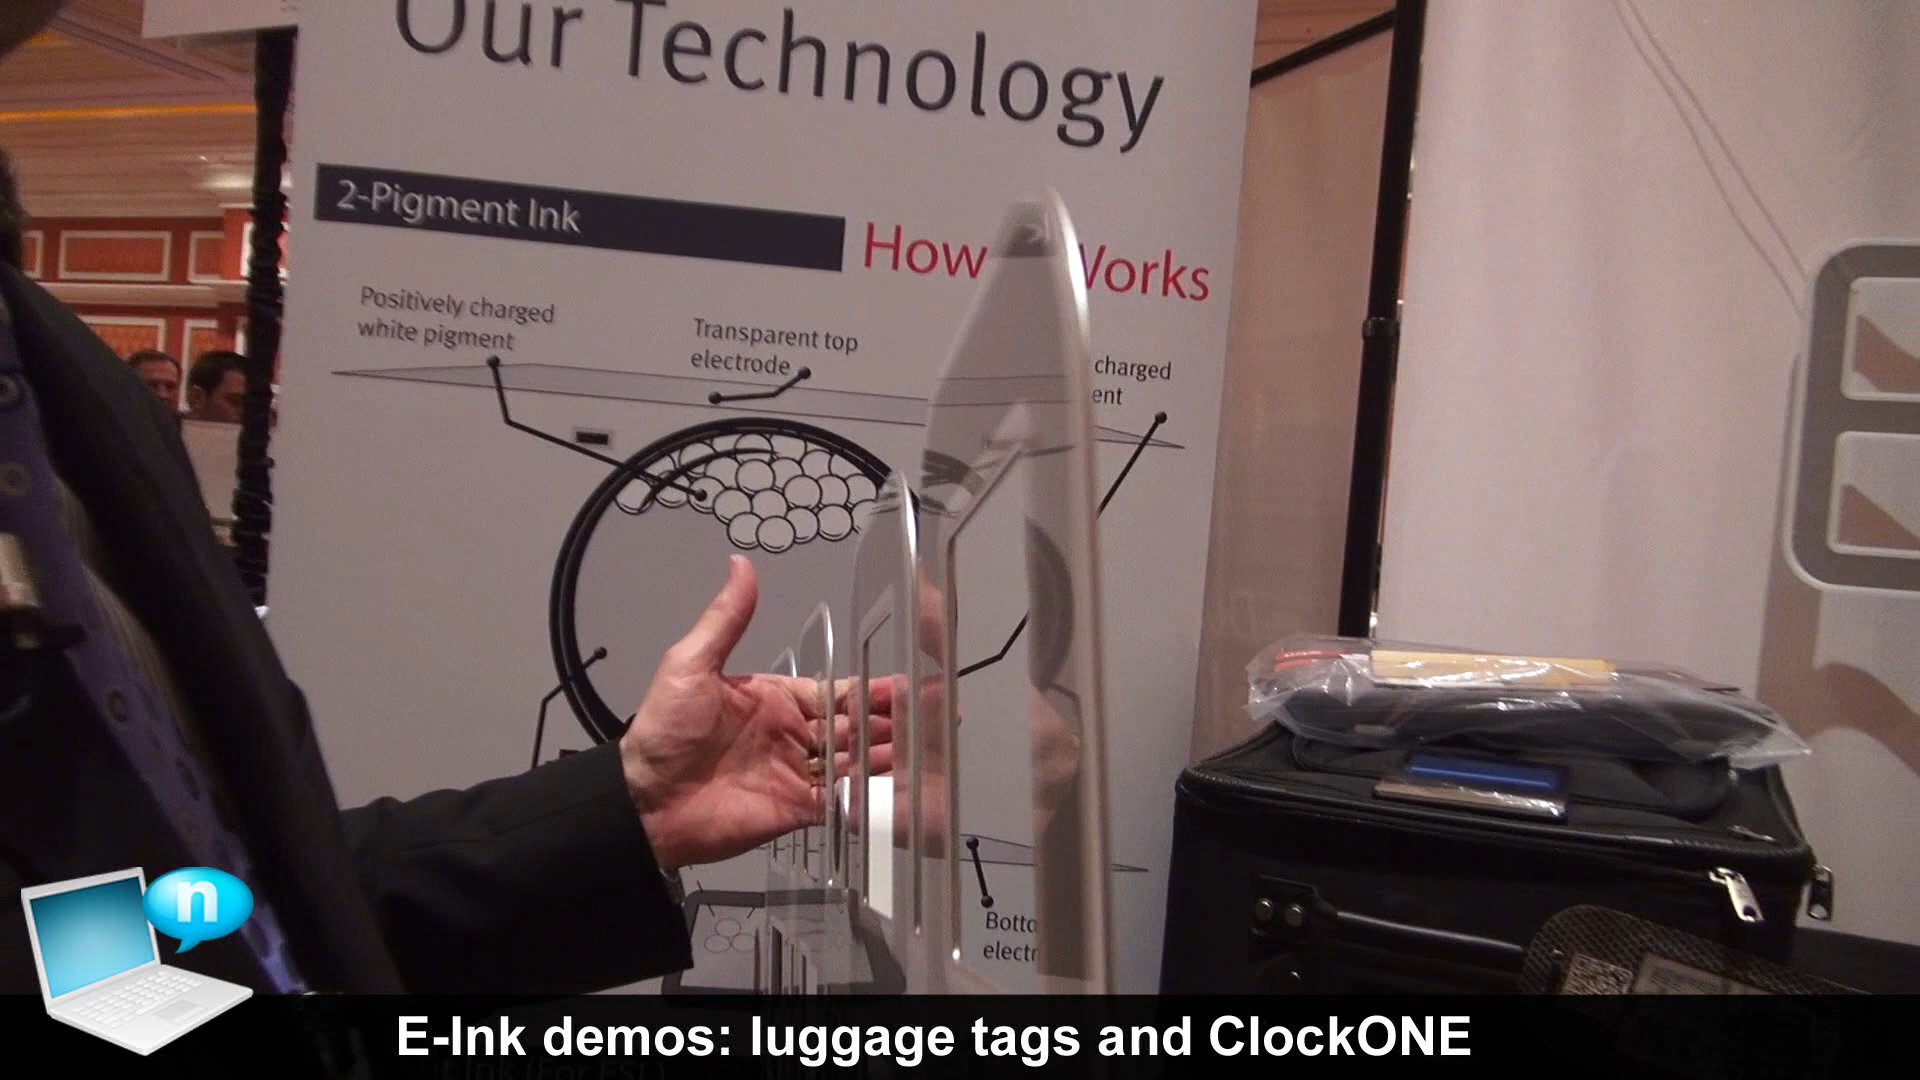 Our Technology
2-Pigment Ink
How Works
Positively charged
white pigment
Transparent top
electrode
charged
ent
Botto
electr
n
E-Ink demos: luggage tags and ClockONE